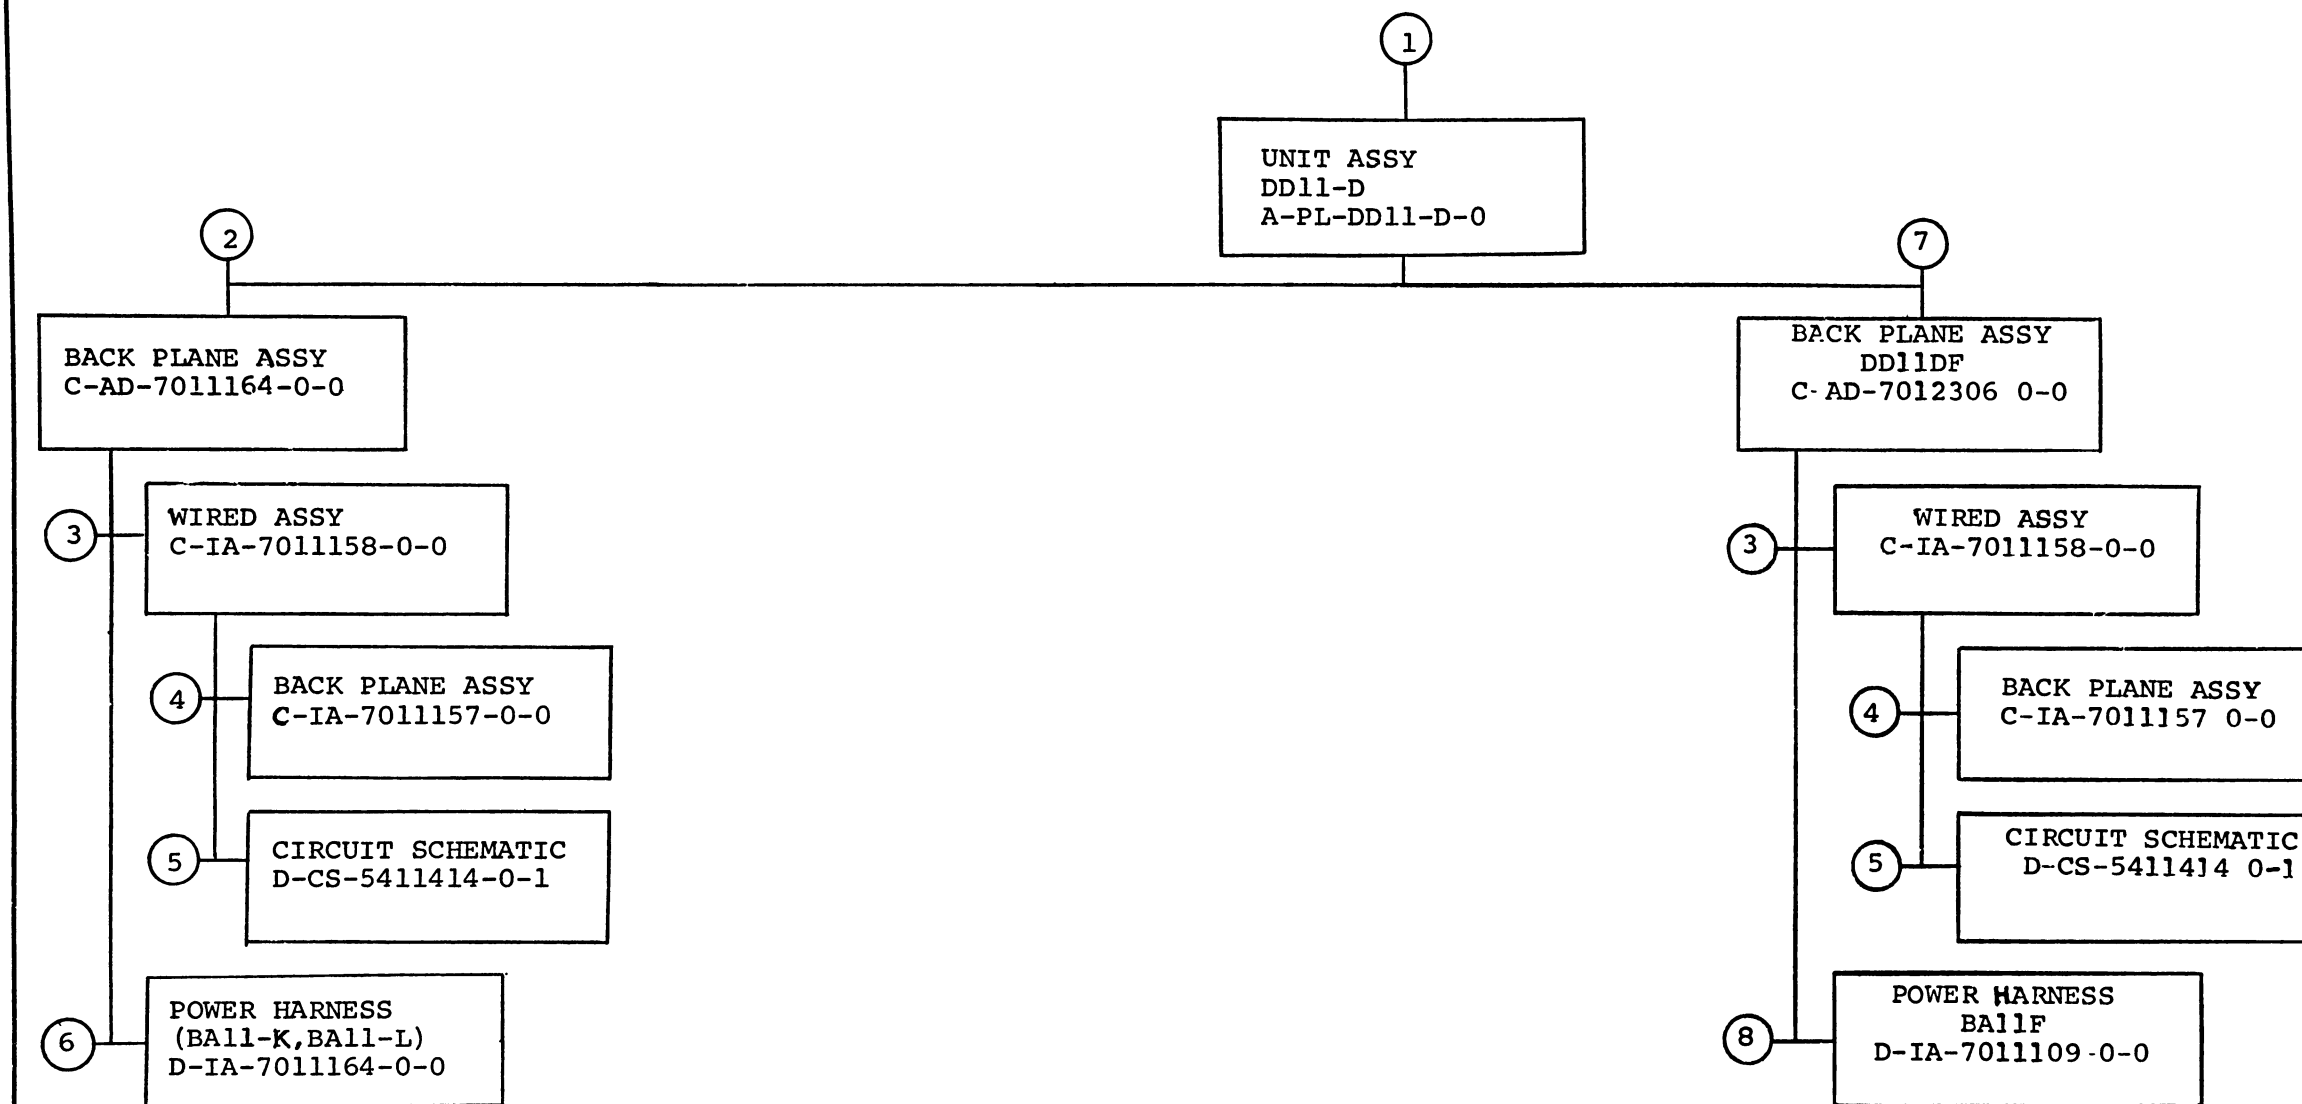 1
UNIT ASSY
DD11-D
A-PL-DD11-D-0
2
7
BACK PLANE ASSY
C-AD-7011164-0-0
BACK PLANE ASSY
DD11DF
C-AD-7012306 0-0
3
WIRED ASSY
C-IA-7011158-0-0
3
WIRED ASSY
C-IA-7011158-0-0
4
BACK PLANE ASSY
C-IA-7011157-0-0
4
BACK PLANE ASSY
C-IA-7011157 0-0
5
CIRCUIT SCHEMATIC
D-CS-5411414-0-1
5
CIRCUIT SCHEMATIC
D-CS-5411414 0-1
6
POWER HARNESS
(BA11-K,BA11-L)
D-IA-7011164-0-0
8
POWER HARNESS
BA11F
D-IA-7011109-0-0